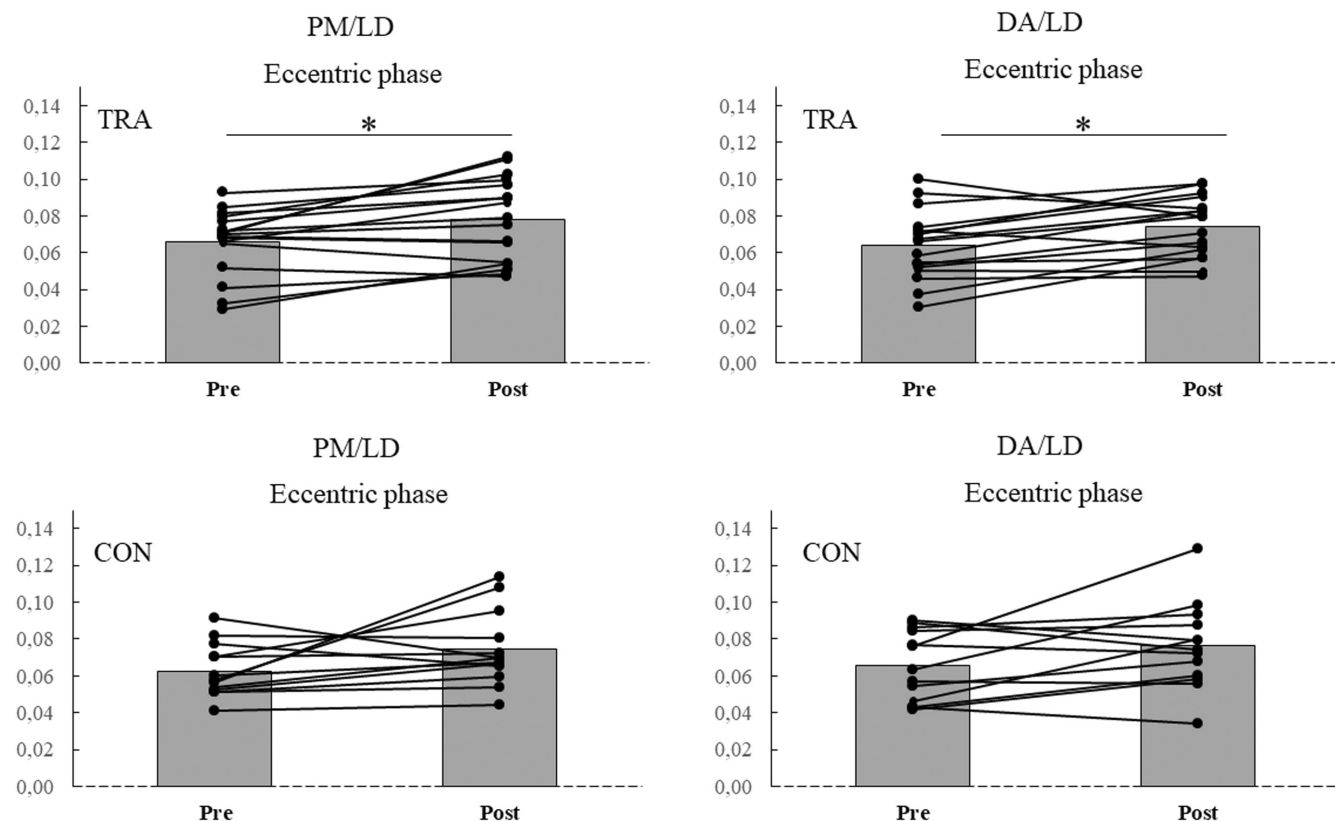 PM/LD
Eccentric phase
TRA
*
0,14
0,12
0,10
0,08
0,06
0,04
0,02
0,00
Pre Post
DA/LD
Eccentric phase
TRA
*
0,14
0,12
0,10
0,08
0,06
0,04
0,02
0,00
Pre Post
PM/LD
Eccentric phase
CON
0,14
0,12
0,10
0,08
0,06
0,04
0,02
0,00
Pre Post
DA/LD
Eccentric phase
CON
0,14
0,12
0,10
0,08
0,06
0,04
0,02
0,00
Pre Post